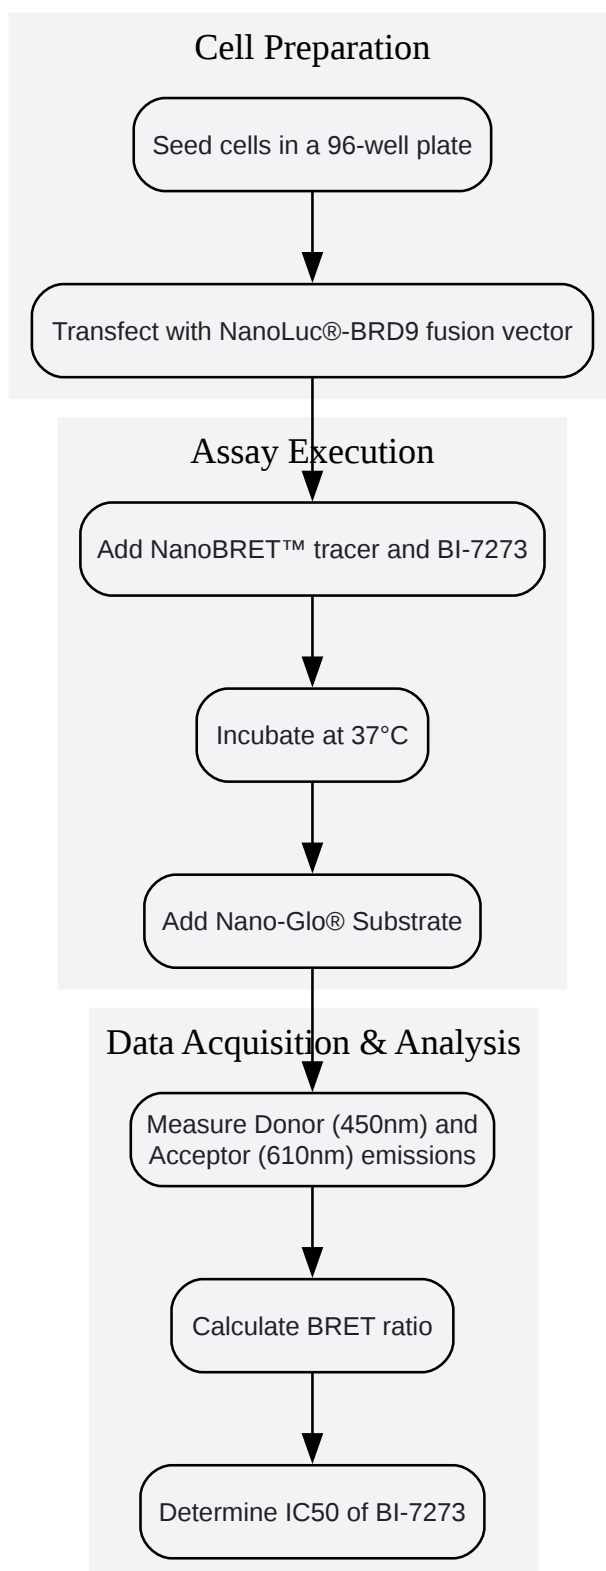 Cell Preparation
Seed cells in a 96-well plate
Transfect with NanoLuc®-BRD9 fusion vector
Assay Execution
Add NanoBRET™ tracer and BI-7273
Incubate at 37°C
Add Nano-Glo® Substrate
Data Acquisition & Analysis
Measure Donor (450nm) and
Acceptor (610nm) emissions
Calculate BRET ratio
Determine IC50 of BI-7273